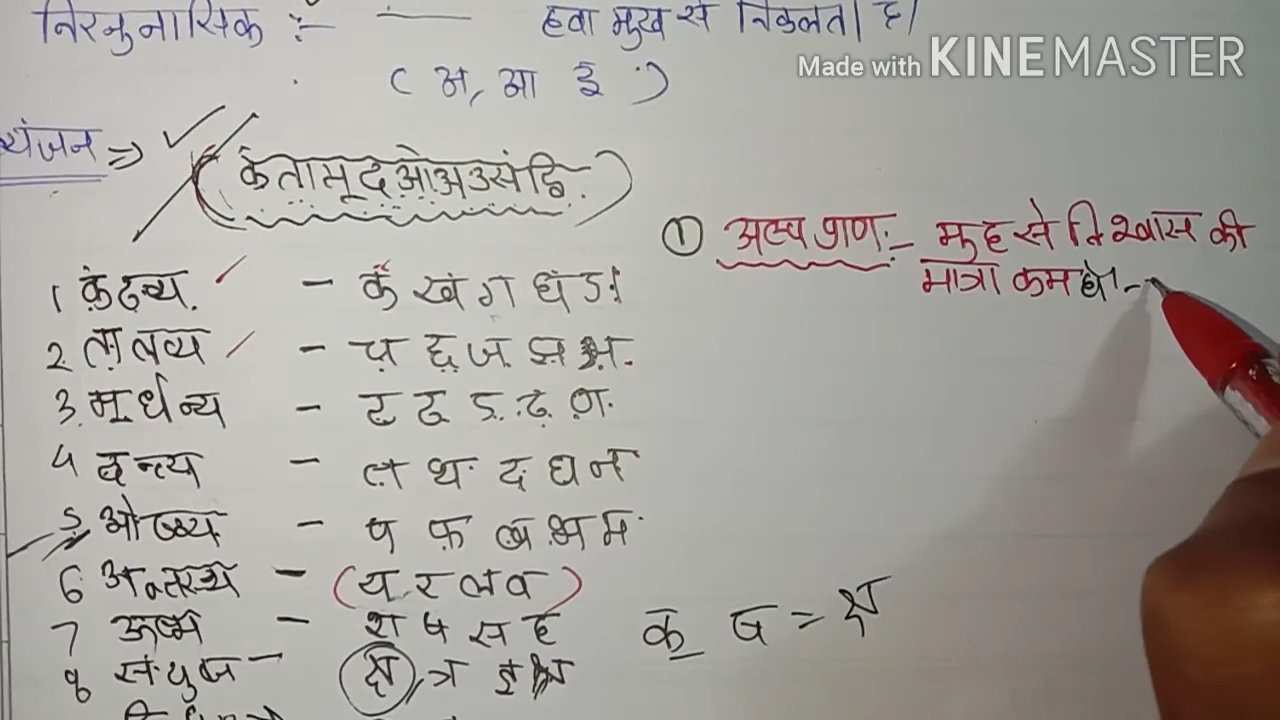 निरनुनासिक :- — हवा मुख से निकलता है।
(अ, आ ई )
Made with KINEMASTER
व्यंजन ⇒ (कंतामूदओअउसंद्वि)
1 कंठव्य - कँ खं ग घं ङ
2 तालव्य - च छ ज झ ञ
3. मूर्धन्य - ट ठ ड ढ ण
4 दन्त्य - त थ द ध न
5 ओष्ठ्य - प फ ब भ म
6 अन्तस्थ - (य र ल व)
7 ऊष्म - श ष स ह
8 संयुक्त - क्ष त्र ज्ञ
① अल्पप्राण :- मुह से निश्वास की
मात्रा कम हो।-
क ष = क्ष